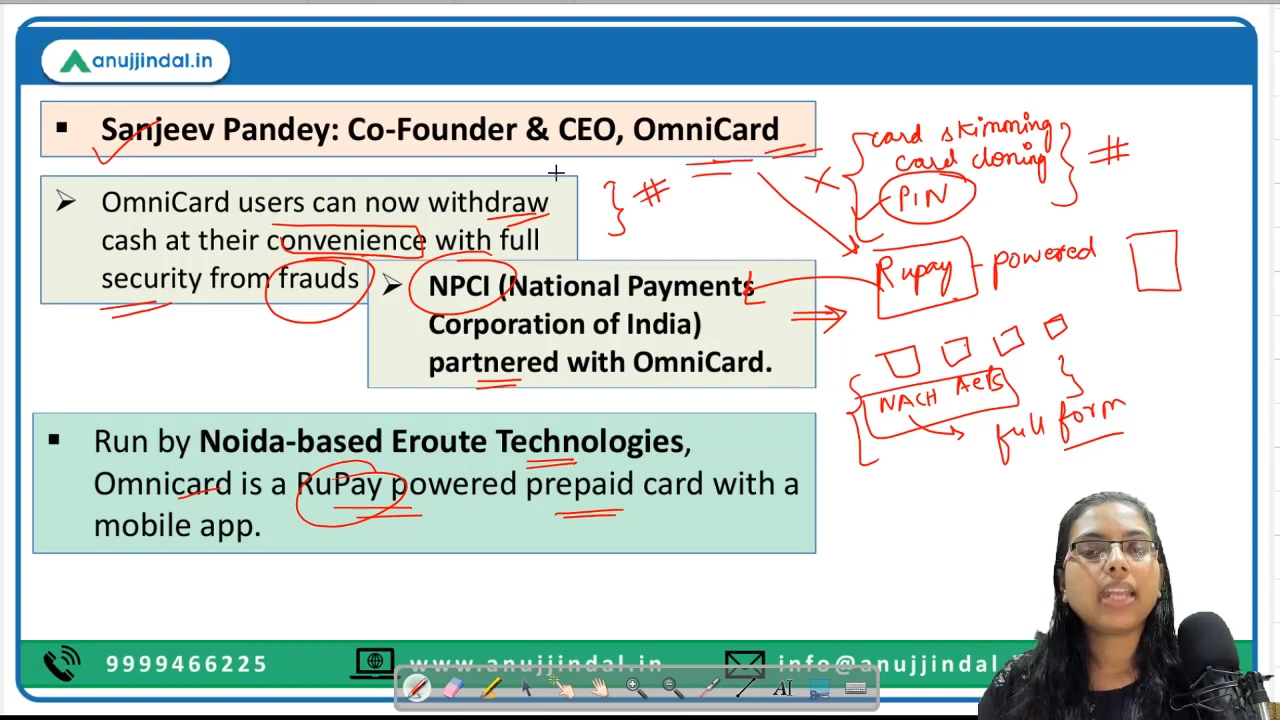 anujjindal.in
▪ Sanjeev Pandey: Co-Founder & CEO, OmniCard
➢ OmniCard users can now withdraw
cash at their convenience with full
security from frauds
➢ NPCI (National Payments
Corporation of India)
partnered with OmniCard.
▪ Run by Noida-based Eroute Technologies,
Omnicard is a RuPay powered prepaid card with a
mobile app.
card skimming
card cloning
PIN
#
#
Rupay - powered
NACH AePS
full form
9999466225
www.anujjindal.in
info@anujjindal.
AI